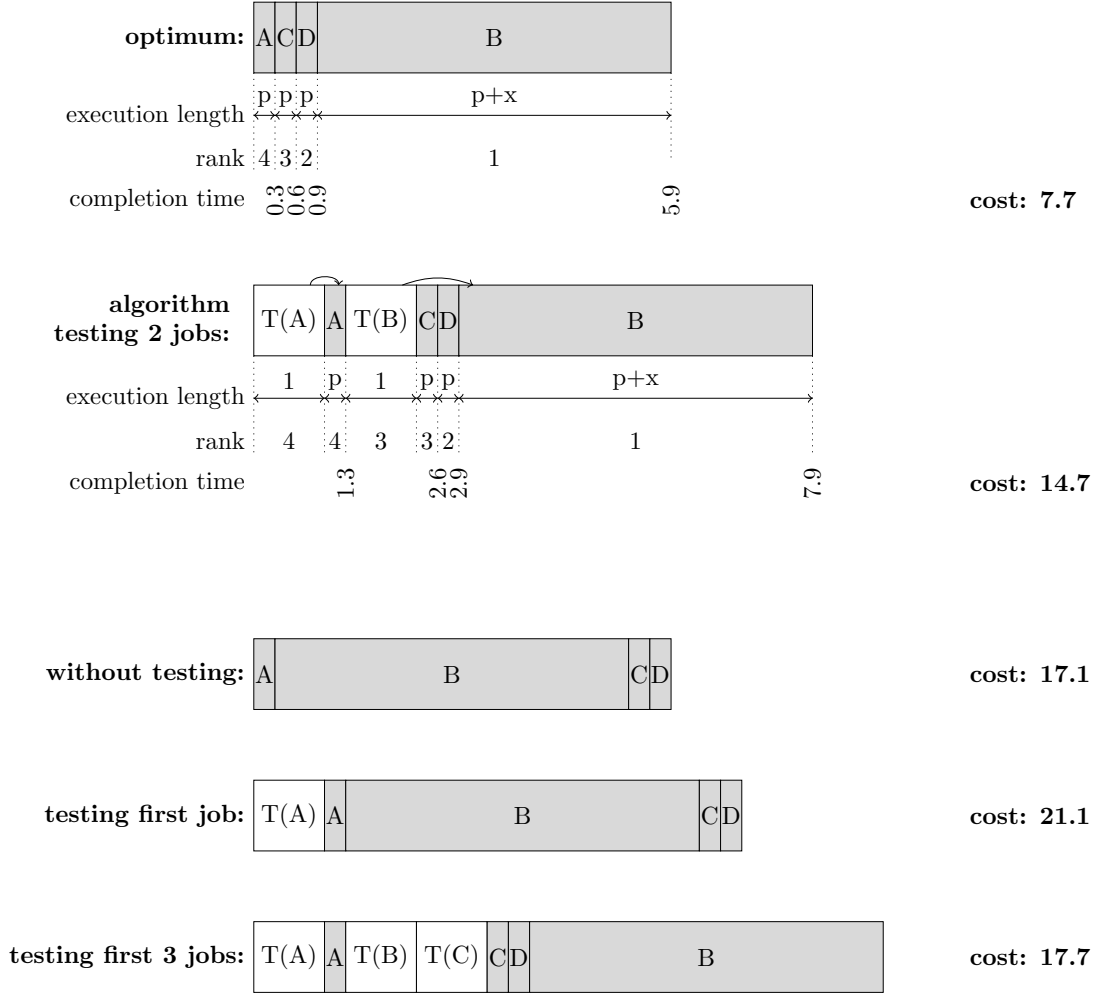 optimum: A C D B
p p p p+x
execution length
rank 4 3 2 1
completion time 0.3 0.6 0.9 5.9 cost: 7.7
algorithm
testing 2 jobs: T(A) A T(B) C D B
1 p 1 p p p+x
execution length
rank 4 4 3 3 2 1
completion time 1.3 2.6 2.9 7.9 cost: 14.7
without testing: A B C D cost: 17.1
testing first job: T(A) A B C D cost: 21.1
testing first 3 jobs: T(A) A T(B) T(C) C D B cost: 17.7